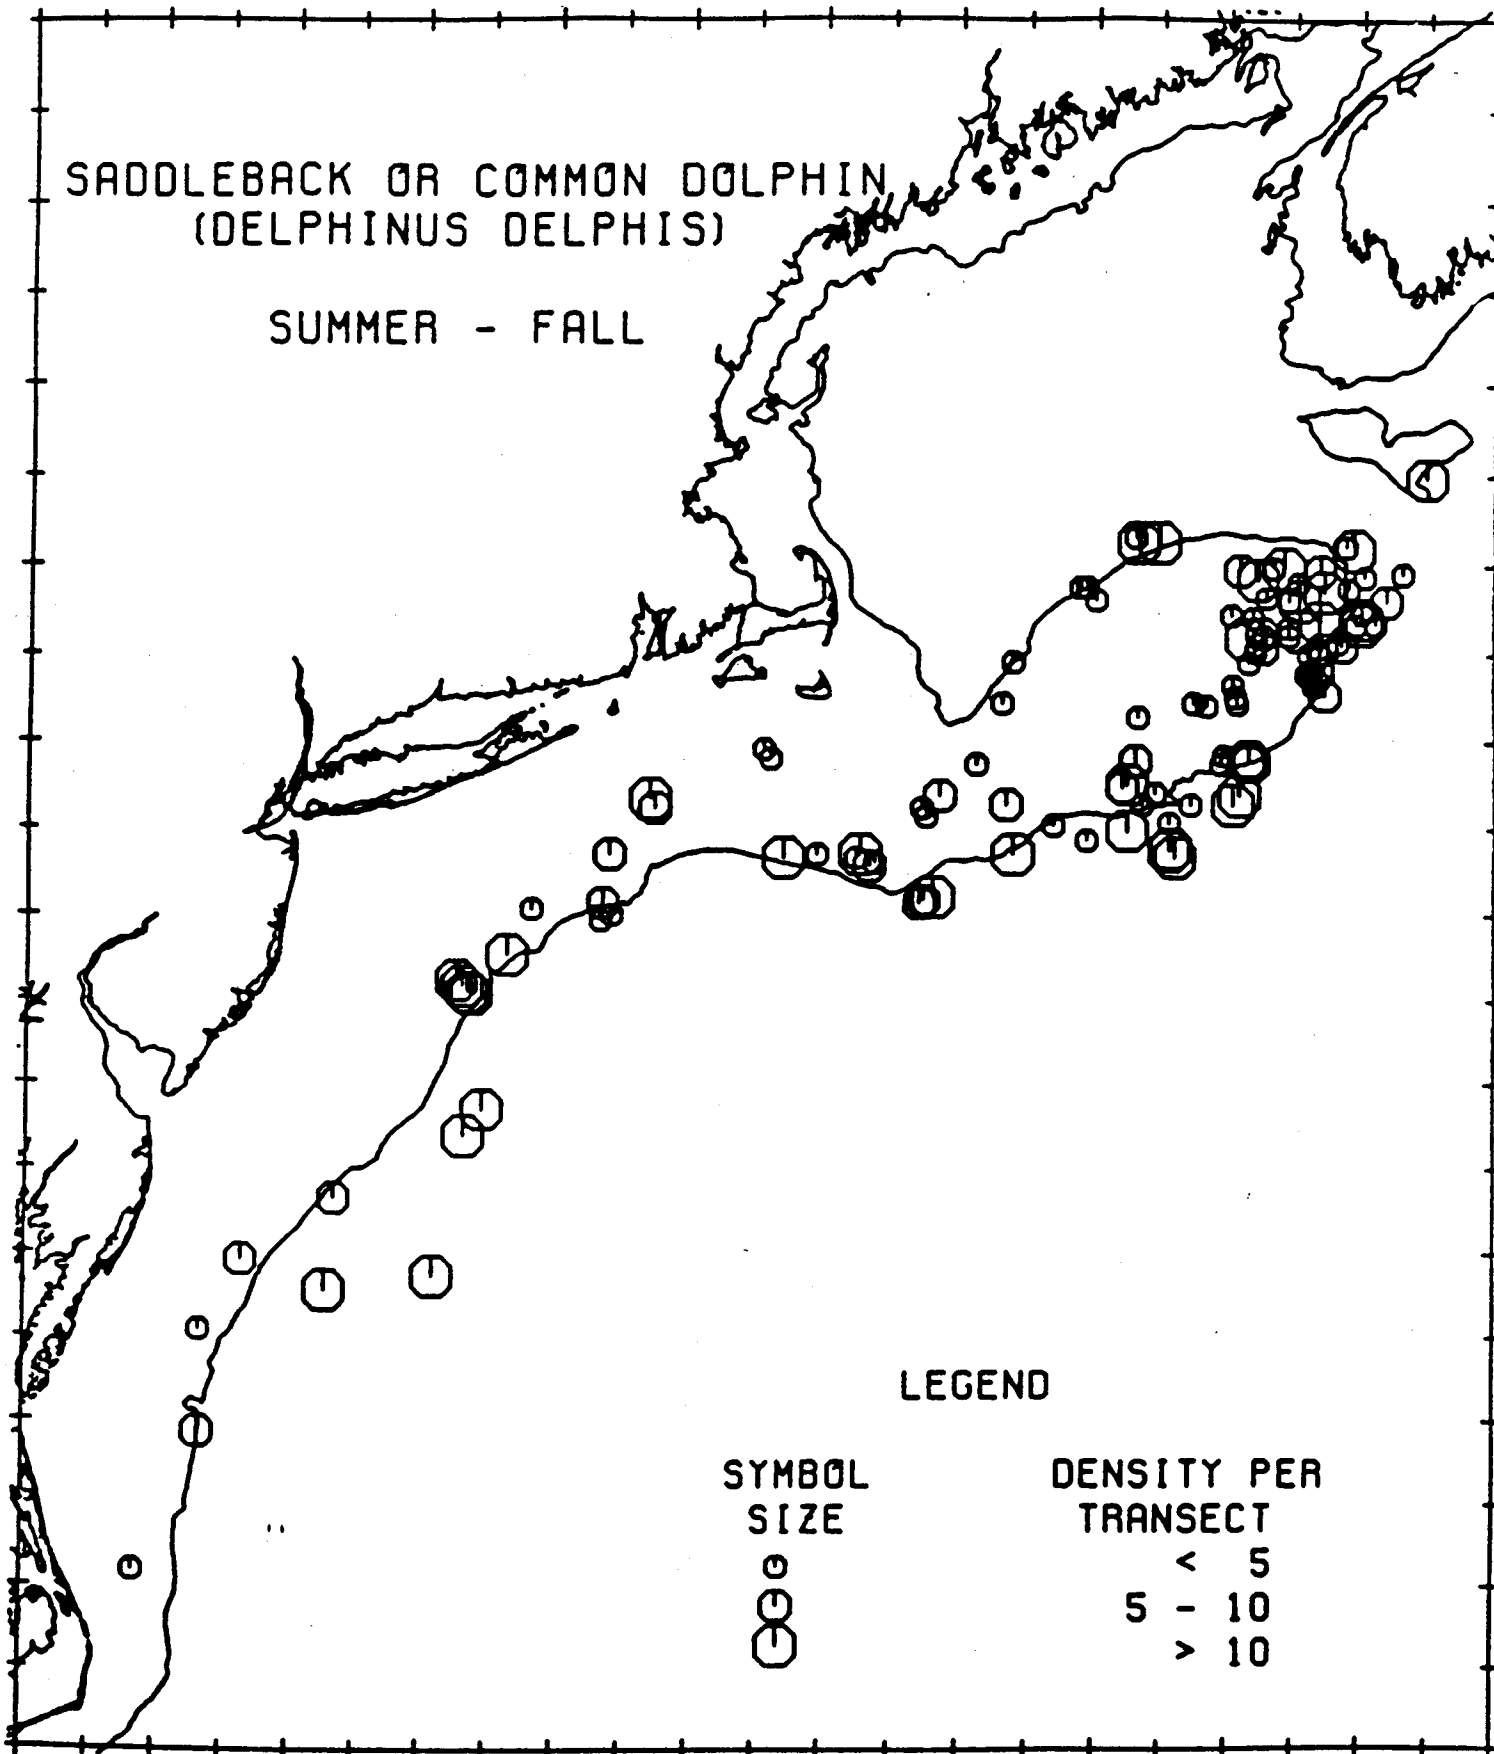 SADDLEBACK OR COMMON DOLPHIN
(DELPHINUS DELPHIS)
SUMMER - FALL
LEGEND
SYMBOL SIZE
DENSITY PER TRANSECT
< 5
5 - 10
> 10